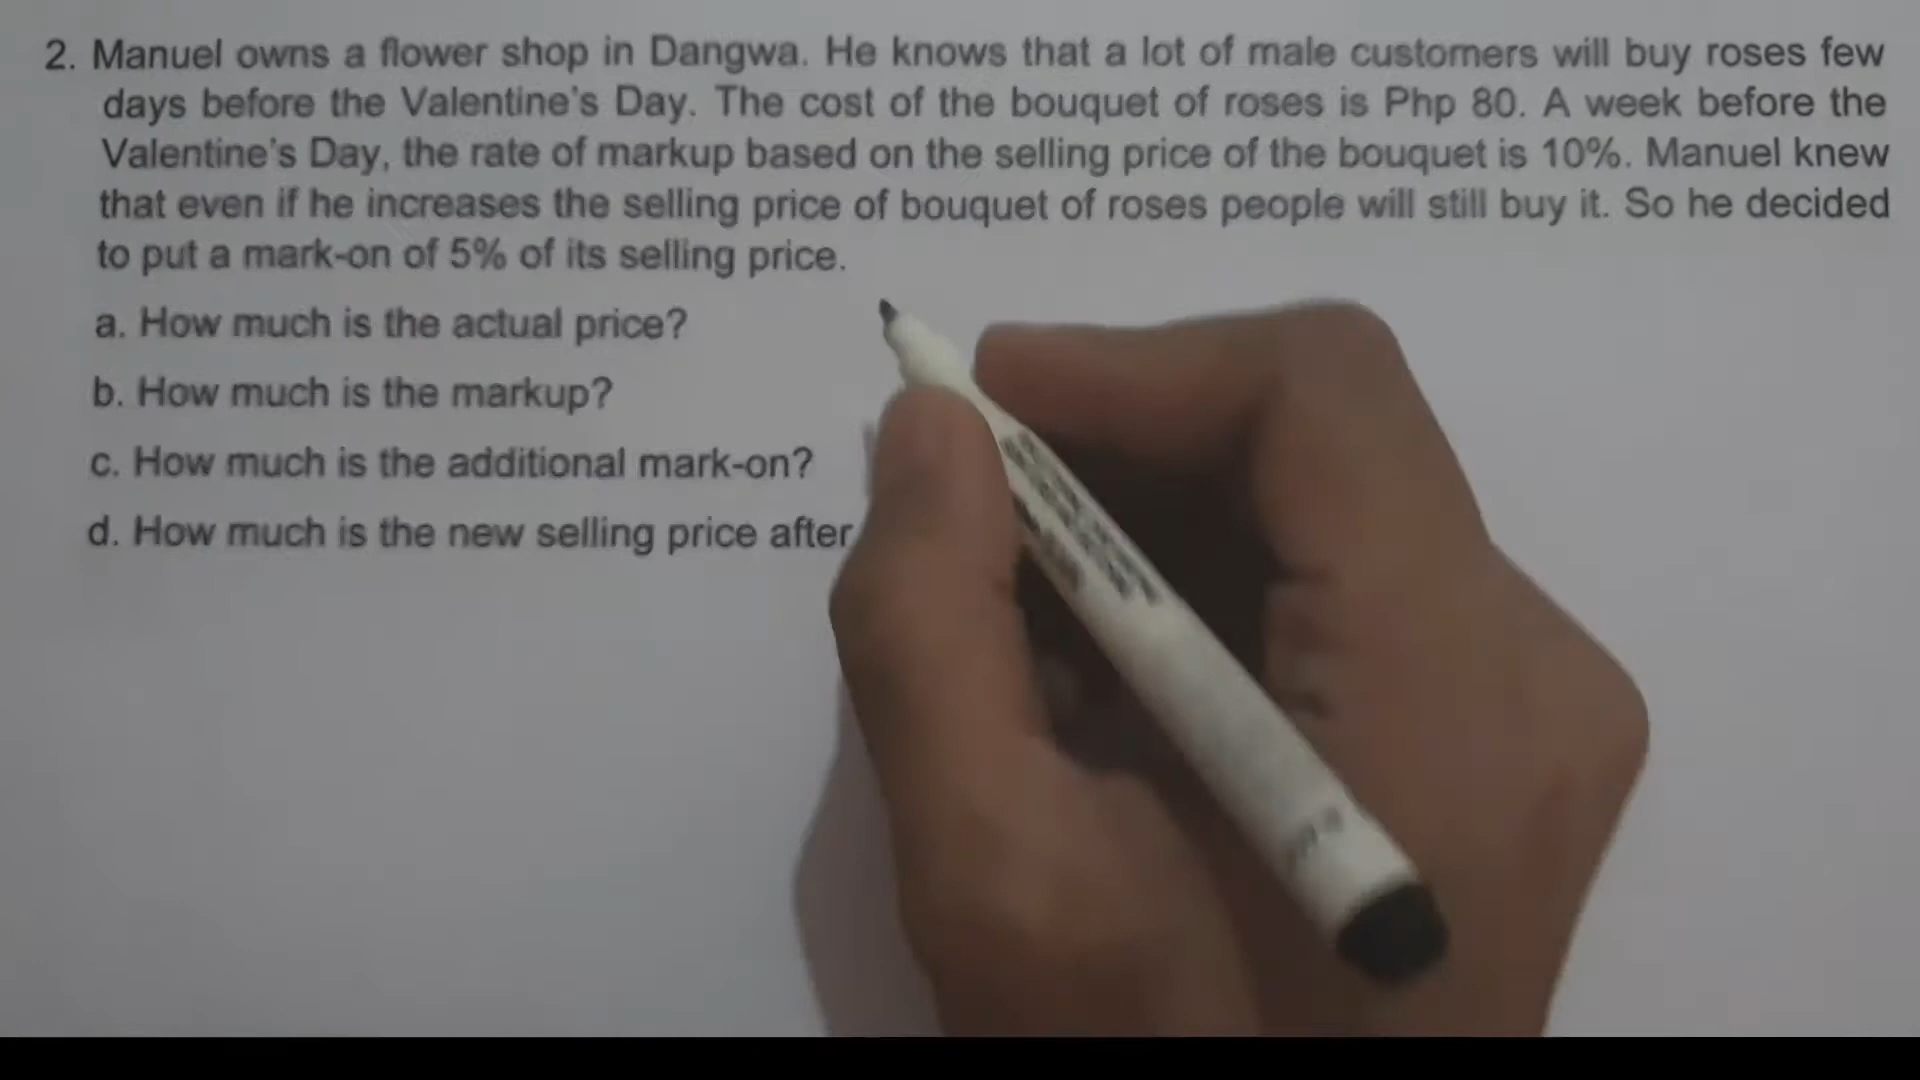 2. Manuel owns a flower shop in Dangwa. He knows that a lot of male customers will buy roses few
days before the Valentine's Day. The cost of the bouquet of roses is Php 80. A week before the
Valentine's Day, the rate of markup based on the selling price of the bouquet is 10%. Manuel knew
that even if he increases the selling price of bouquet of roses people will still buy it. So he decided
to put a mark-on of 5% of its selling price.
a. How much is the actual price?
b. How much is the markup?
c. How much is the additional mark-on?
d. How much is the new selling price after